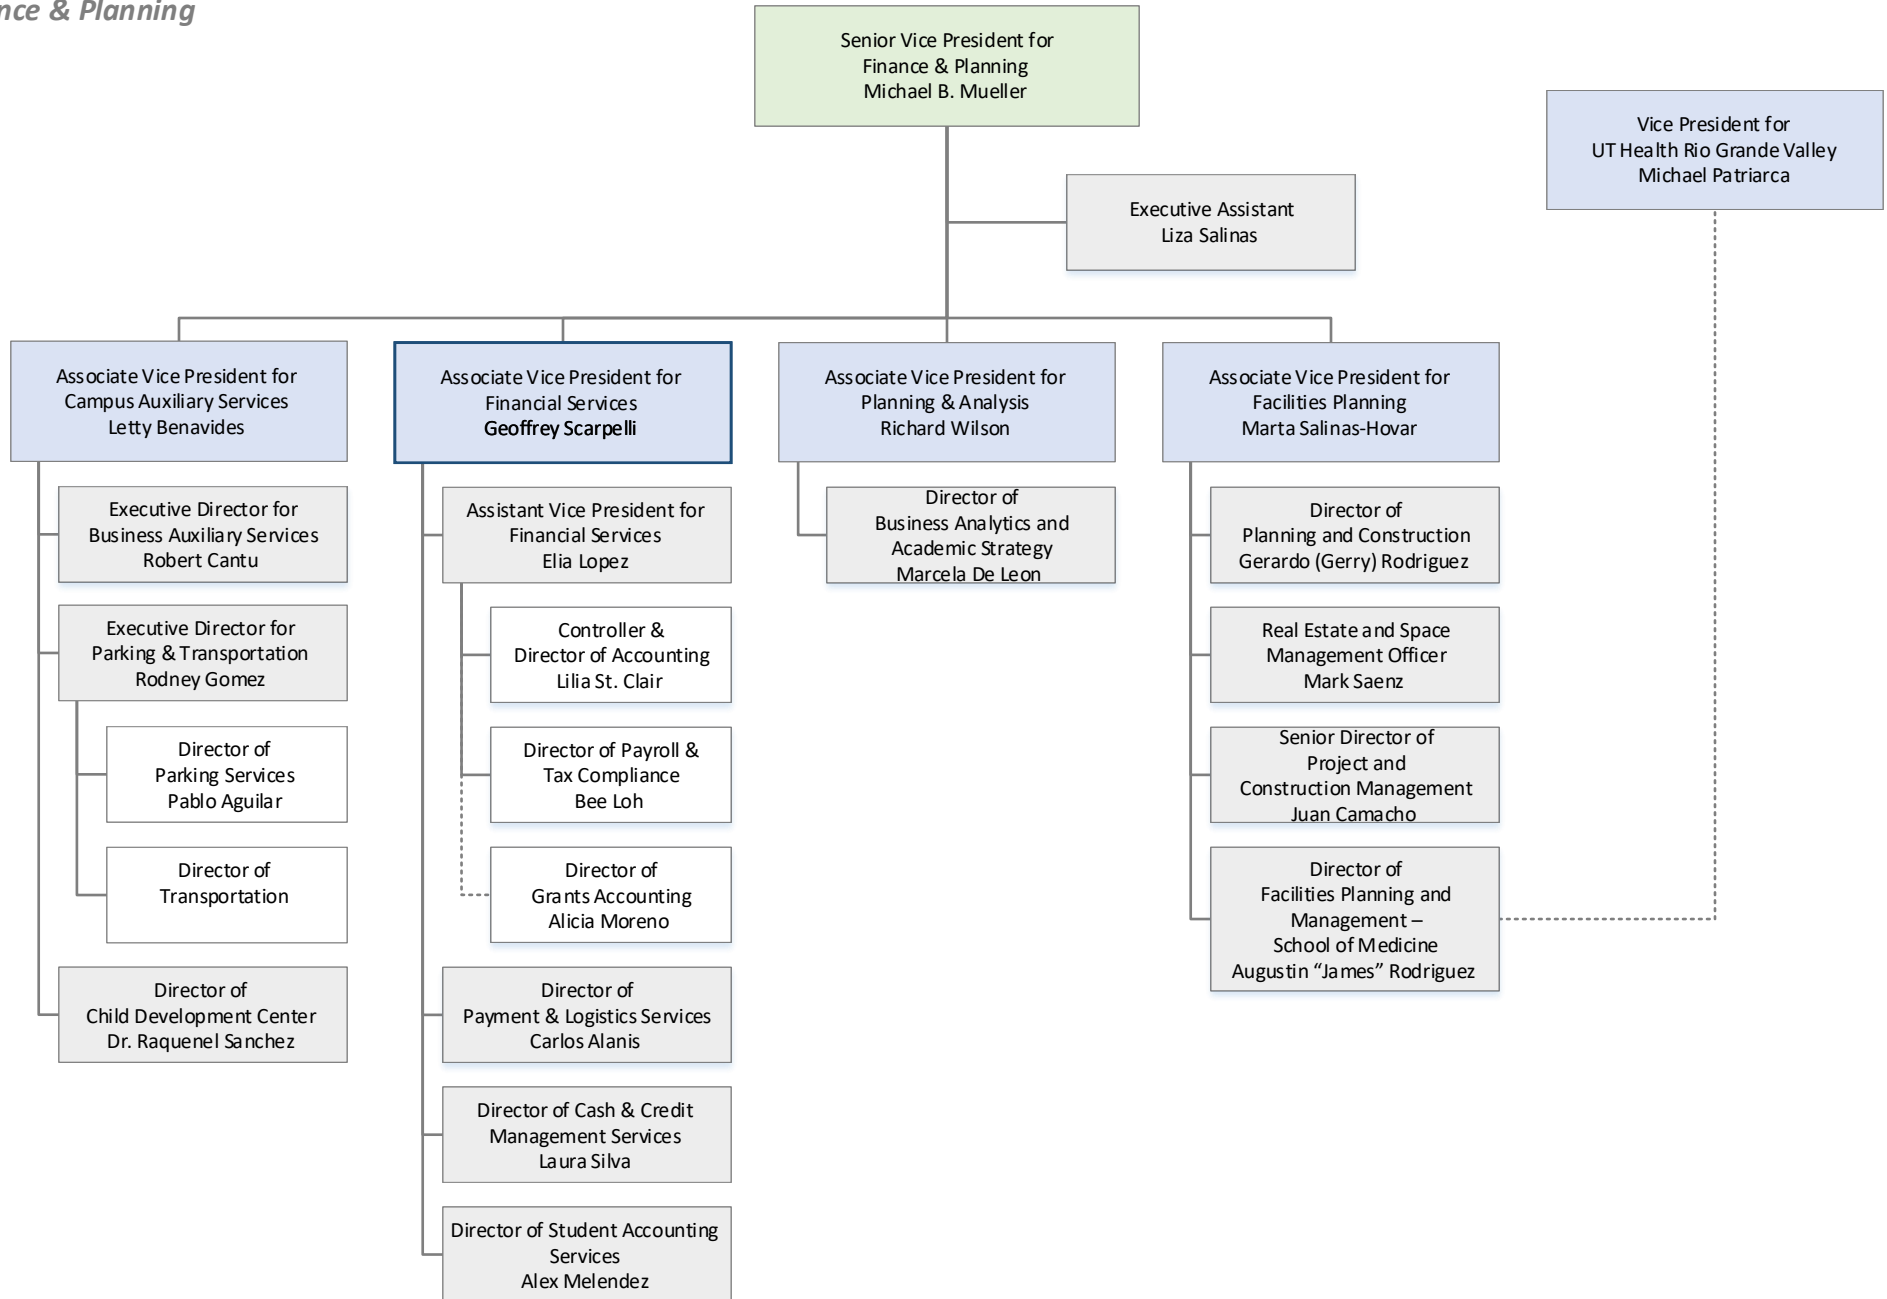 nce & Planning
Senior Vice President for
Finance & Planning
Michael B. Mueller
Vice President for
UT Health Rio Grande Valley
Michael Patriarca
Executive Assistant
Liza Salinas
Associate Vice President for
Campus Auxiliary Services
Letty Benavides
Executive Director for
Business Auxiliary Services
Robert Cantu
Executive Director for
Parking & Transportation
Rodney Gomez
Director of
Parking Services
Pablo Aguilar
Director of
Transportation
Director of
Child Development Center
Dr. Raquenel Sanchez
Associate Vice President for
Financial Services
Geoffrey Scarpelli
Assistant Vice President for
Financial Services
Elia Lopez
Controller &
Director of Accounting
Lilia St. Clair
Director of Payroll &
Tax Compliance
Bee Loh
Director of
Grants Accounting
Alicia Moreno
Director of
Payment & Logistics Services
Carlos Alanis
Director of Cash & Credit
Management Services
Laura Silva
Director of Student Accounting
Services
Alex Melendez
Associate Vice President for
Planning & Analysis
Richard Wilson
Director of
Business Analytics and
Academic Strategy
Marcela De Leon
Associate Vice President for
Facilities Planning
Marta Salinas-Hovar
Director of
Planning and Construction
Gerardo (Gerry) Rodriguez
Real Estate and Space
Management Officer
Mark Saenz
Senior Director of
Project and
Construction Management
Juan Camacho
Director of
Facilities Planning and
Management –
School of Medicine
Augustin “James” Rodriguez